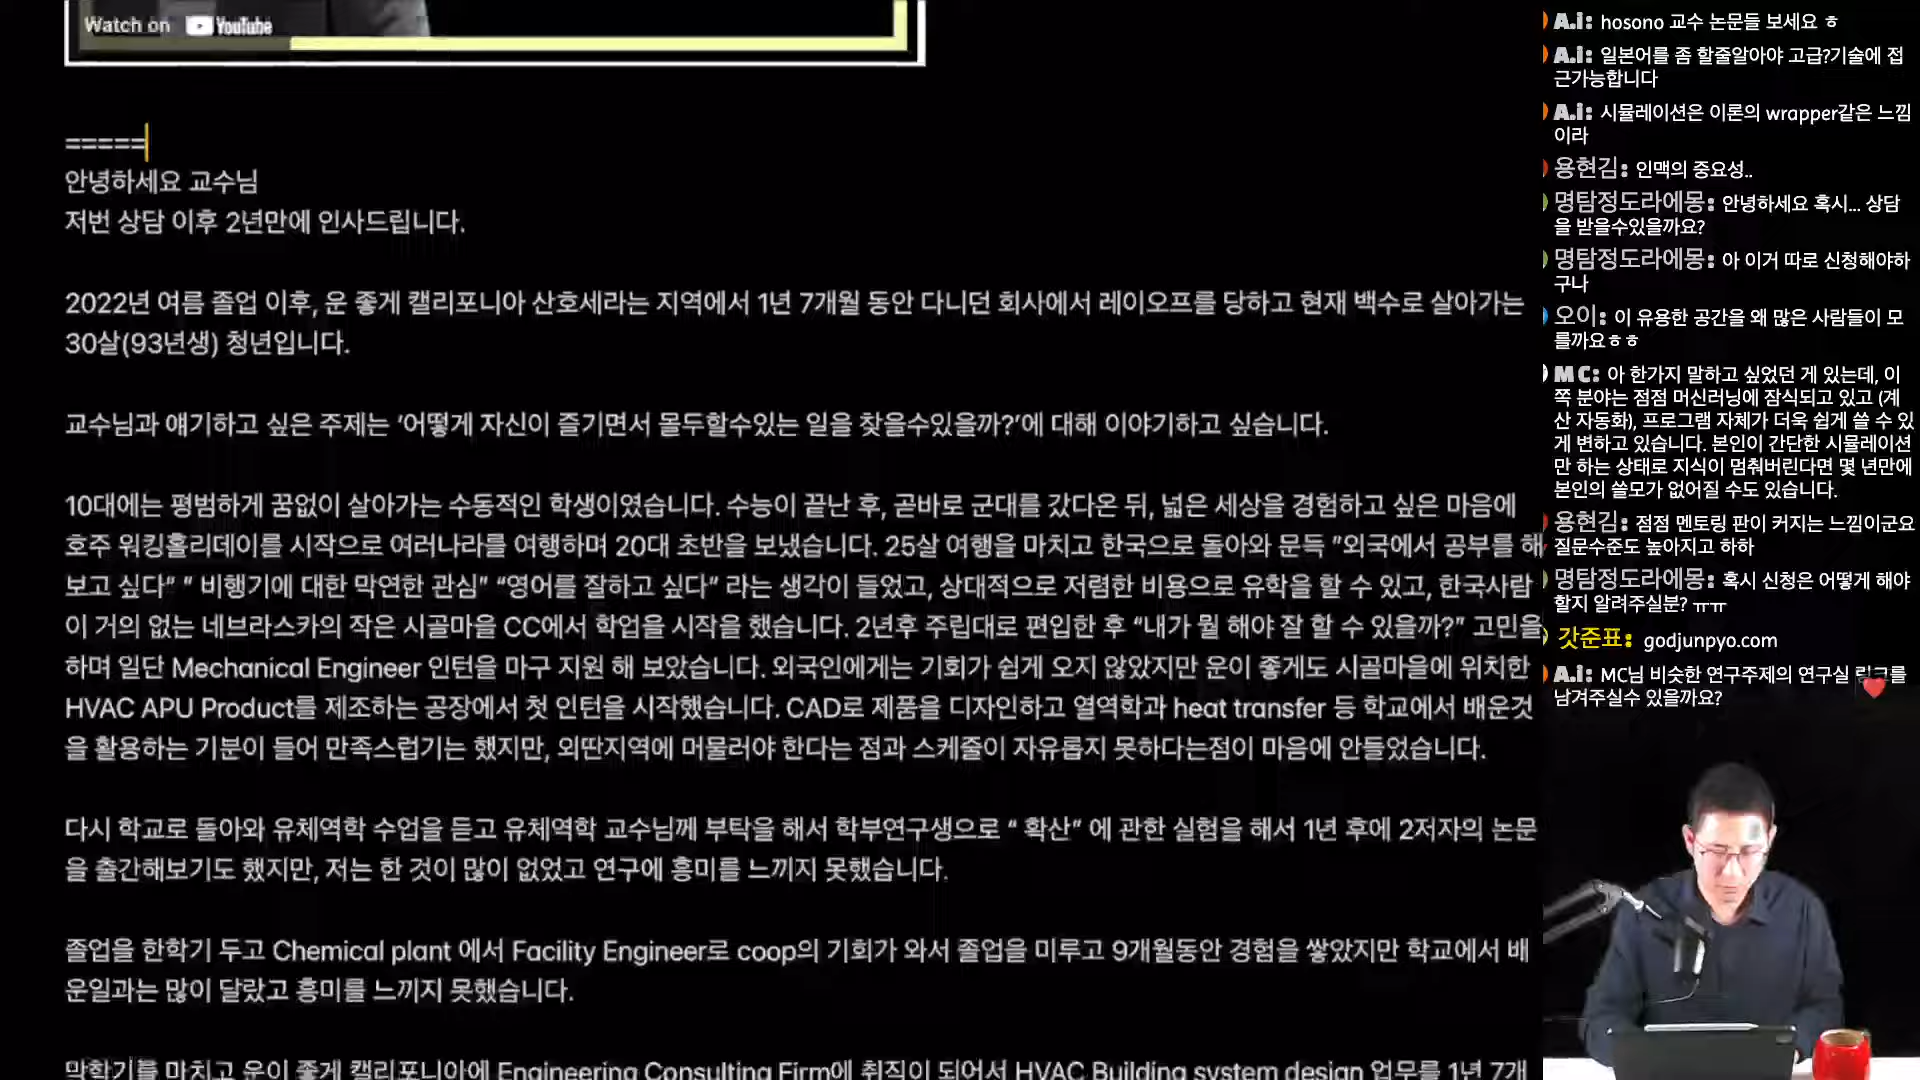 Watch on YouTube
=====
안녕하세요 교수님
저번 상담 이후 2년만에 인사드립니다.
2022년 여름 졸업 이후, 운 좋게 캘리포니아 산호세라는 지역에서 1년 7개월 동안 다니던 회사에서 레이오프를 당하고 현재 백수로 살아가는
30살(93년생) 청년입니다.
교수님과 얘기하고 싶은 주제는 ‘어떻게 자신이 즐기면서 몰두할수있는 일을 찾을수있을까?’에 대해 이야기하고 싶습니다.
10대에는 평범하게 꿈없이 살아가는 수동적인 학생이였습니다. 수능이 끝난 후, 곧바로 군대를 갔다온 뒤, 넓은 세상을 경험하고 싶은 마음에
호주 워킹홀리데이를 시작으로 여러나라를 여행하며 20대 초반을 보냈습니다. 25살 여행을 마치고 한국으로 돌아와 문득 ”외국에서 공부를 해
보고 싶다” “ 비행기에 대한 막연한 관심” “영어를 잘하고 싶다” 라는 생각이 들었고, 상대적으로 저렴한 비용으로 유학을 할 수 있고, 한국사람
이 거의 없는 네브라스카의 작은 시골마을 CC에서 학업을 시작을 했습니다. 2년후 주립대로 편입한 후 “내가 뭘 해야 잘 할 수 있을까?” 고민을
하며 일단 Mechanical Engineer 인턴을 마구 지원 해 보았습니다. 외국인에게는 기회가 쉽게 오지 않았지만 운이 좋게도 시골마을에 위치한
HVAC APU Product를 제조하는 공장에서 첫 인턴을 시작했습니다. CAD로 제품을 디자인하고 열역학과 heat transfer 등 학교에서 배운것
을 활용하는 기분이 들어 만족스럽기는 했지만, 외딴지역에 머물러야 한다는 점과 스케줄이 자유롭지 못하다는점이 마음에 안들었습니다.
다시 학교로 돌아와 유체역학 수업을 듣고 유체역학 교수님께 부탁을 해서 학부연구생으로 “ 확산” 에 관한 실험을 해서 1년 후에 2저자의 논문
을 출간해보기도 했지만, 저는 한 것이 많이 없었고 연구에 흥미를 느끼지 못했습니다.
졸업을 한학기 두고 Chemical plant 에서 Facility Engineer로 coop의 기회가 와서 졸업을 미루고 9개월동안 경험을 쌓았지만 학교에서 배
운일과는 많이 달랐고 흥미를 느끼지 못했습니다.
막학기를 마치고 운이 좋게 캘리포니아에 Engineering Consulting Firm에 취직이 되어서 HVAC Building system design 업무를 1년 7개
A.i: hosono 교수 논문들 보세요 ㅎ
A.i: 일본어를 좀 할줄알아야 고급?기술에 접
근가능합니다
A.i: 시뮬레이션은 이론의 wrapper같은 느낌
이라
용현김: 인맥의 중요성..
명탐정도라에몽: 안녕하세요 혹시... 상담
을 받을수있을까요?
명탐정도라에몽: 아 이거 따로 신청해야하
구나
오이: 이 유용한 공간을 왜 많은 사람들이 모
를까요ㅎㅎ
M C: 아 한가지 말하고 싶었던 게 있는데, 이
쪽 분야는 점점 머신러닝에 잠식되고 있고 (계
산 자동화), 프로그램 자체가 더욱 쉽게 쓸 수 있
게 변하고 있습니다. 본인이 간단한 시뮬레이션
만 하는 상태로 지식이 멈춰버린다면 몇 년만에
본인의 쓸모가 없어질 수도 있습니다.
용현김: 점점 멘토링 판이 커지는 느낌이군요
질문수준도 높아지고 하하
명탐정도라에몽: 혹시 신청은 어떻게 해야
할지 알려주실분? ㅠㅠ
갓준표: godjunpyo.com
A.i: MC님 비슷한 연구주제의 연구실 링크를
남겨주실수 있을까요?